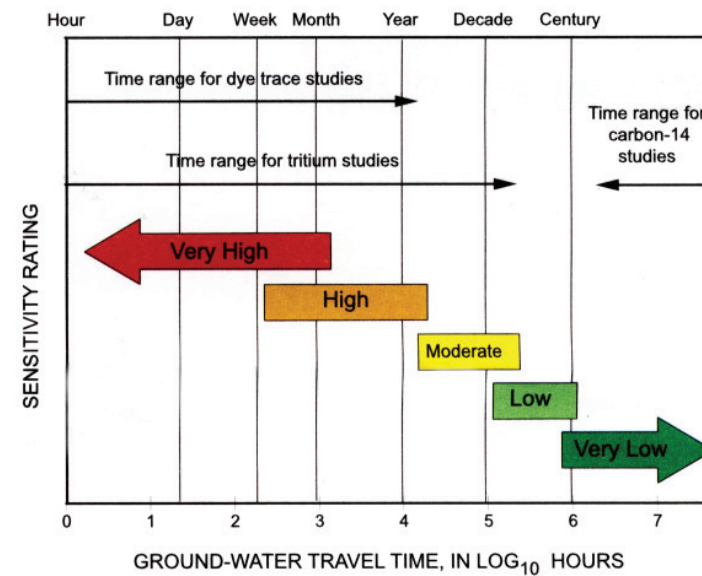 Hour Day Week Month Year Decade Century
Time range for dye trace studies
Time range for
carbon-14
studies
Time range for tritium studies
SENSITIVITY RATING
Very High
High
Moderate
Low
Very Low
0 1 2 3 4 5 6 7
GROUND-WATER TRAVEL TIME, IN LOG10 HOURS